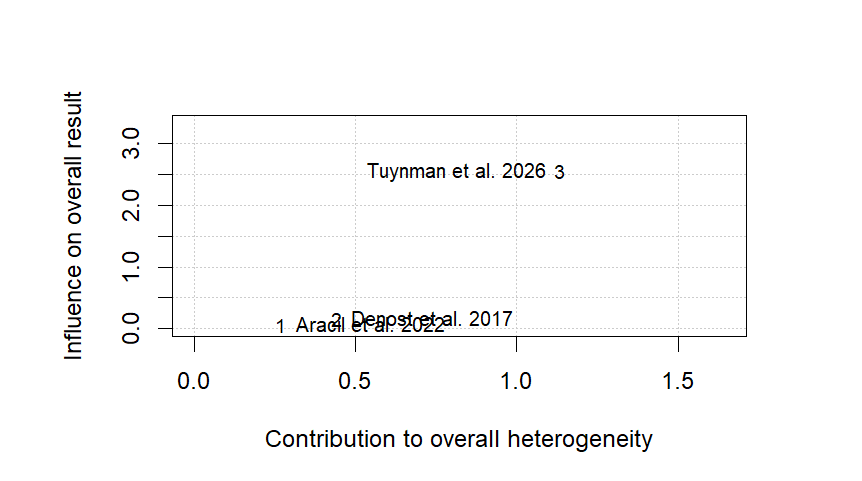 Influence on overall result
3.0
2.0
1.0
0.0
Tuynman et al. 2026 3
2 Denost et al. 2017
1 Aracil et al. 2022
0.0 0.5 1.0 1.5
Contribution to overall heterogeneity